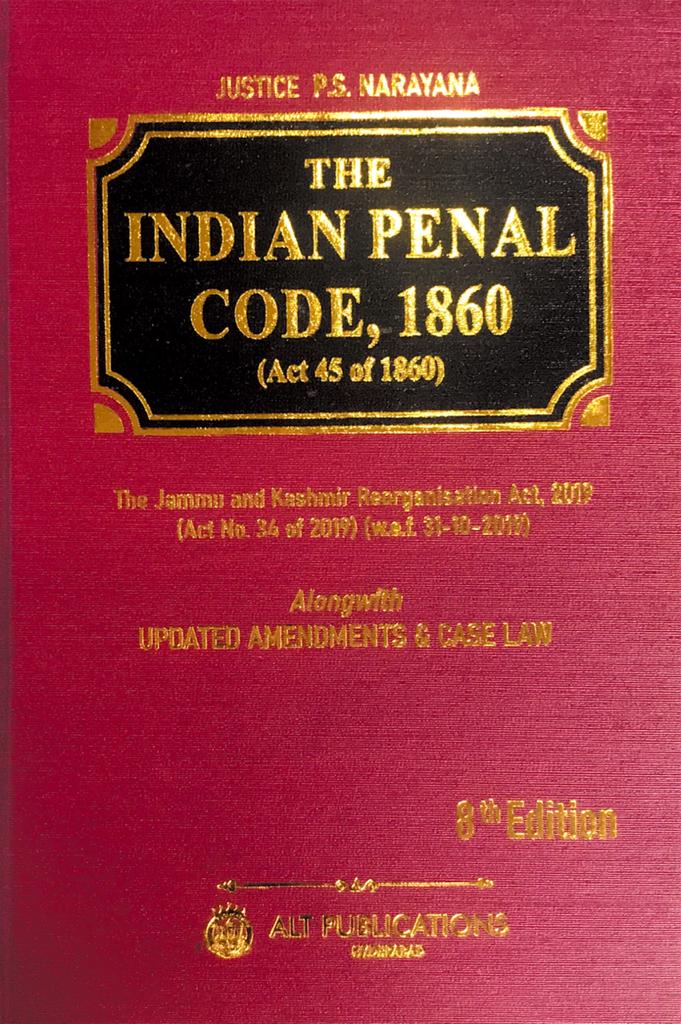 JUSTICE P.S. NARAYANA
THE
INDIAN PENAL
CODE, 1860
(Act 45 of 1860)
The Jammu and Kashmir Reorganisation Act, 2019
(Act No. 34 of 2019) (w.e.f. 31-10-2019)
Alongwith
UPDATED AMENDMENTS & CASE LAW
8th Edition
ALT PUBLICATIONS
HYDERABAD